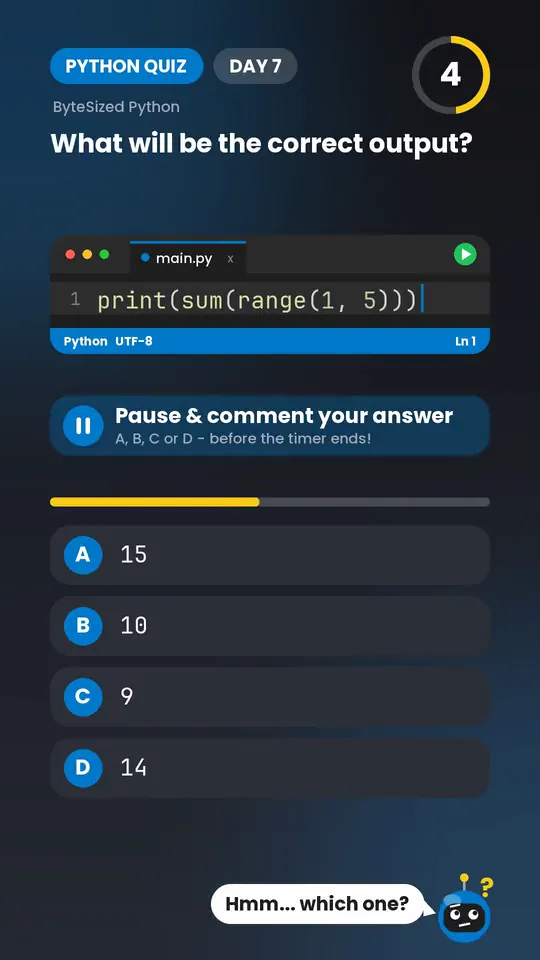 PYTHON QUIZ DAY 7
4
ByteSized Python
What will be the correct output?
main.py x
1 print(sum(range(1, 5)))
Python UTF-8 Ln 1
Pause & comment your answer
A, B, C or D - before the timer ends!
A 15
B 10
C 9
D 14
?
Hmm... which one?